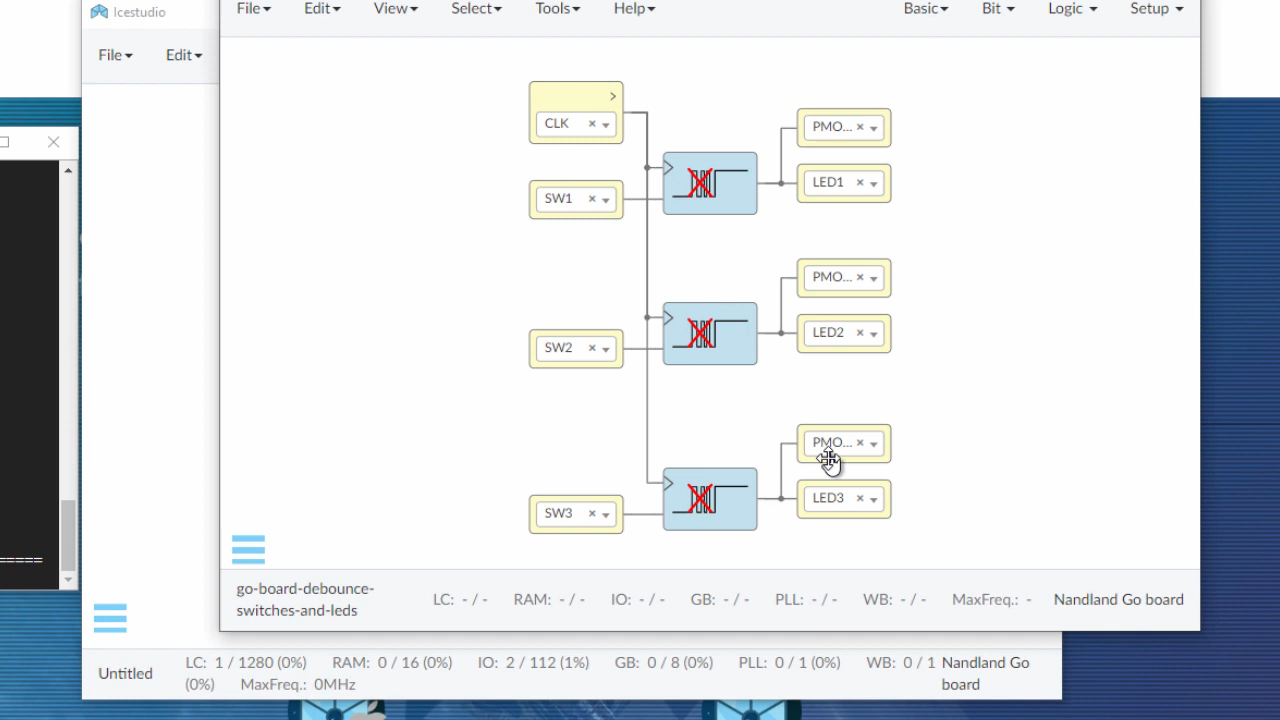 Icestudio
File Edit View Select Tools Help Basic Bit Logic Setup
File Edit
CLK
PMO...
SW1
LED1
PMO...
SW2
LED2
PMO...
SW3
LED3
=====
go-board-debounce-
switches-and-leds
LC: - / - RAM: - / - IO: - / - GB: - / - PLL: - / - WB: - / - MaxFreq.: - Nandland Go board
Untitled
LC: 1 / 1280 (0%) RAM: 0 / 16 (0%) IO: 2 / 112 (1%) GB: 0 / 8 (0%) PLL: 0 / 1 (0%) WB: 0 / 1
(0%) MaxFreq.: 0MHz
Nandland Go
board